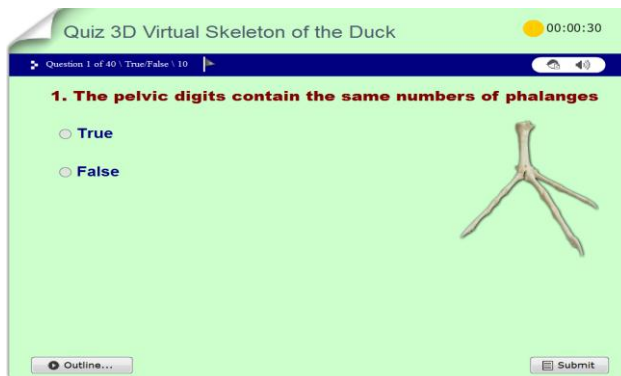 Quiz 3D Virtual Skeleton of the Duck
00:00:30
Question 1 of 40 \ True/False \ 10
1. The pelvic digits contain the same numbers of phalanges
True
False
Outline...
Submit